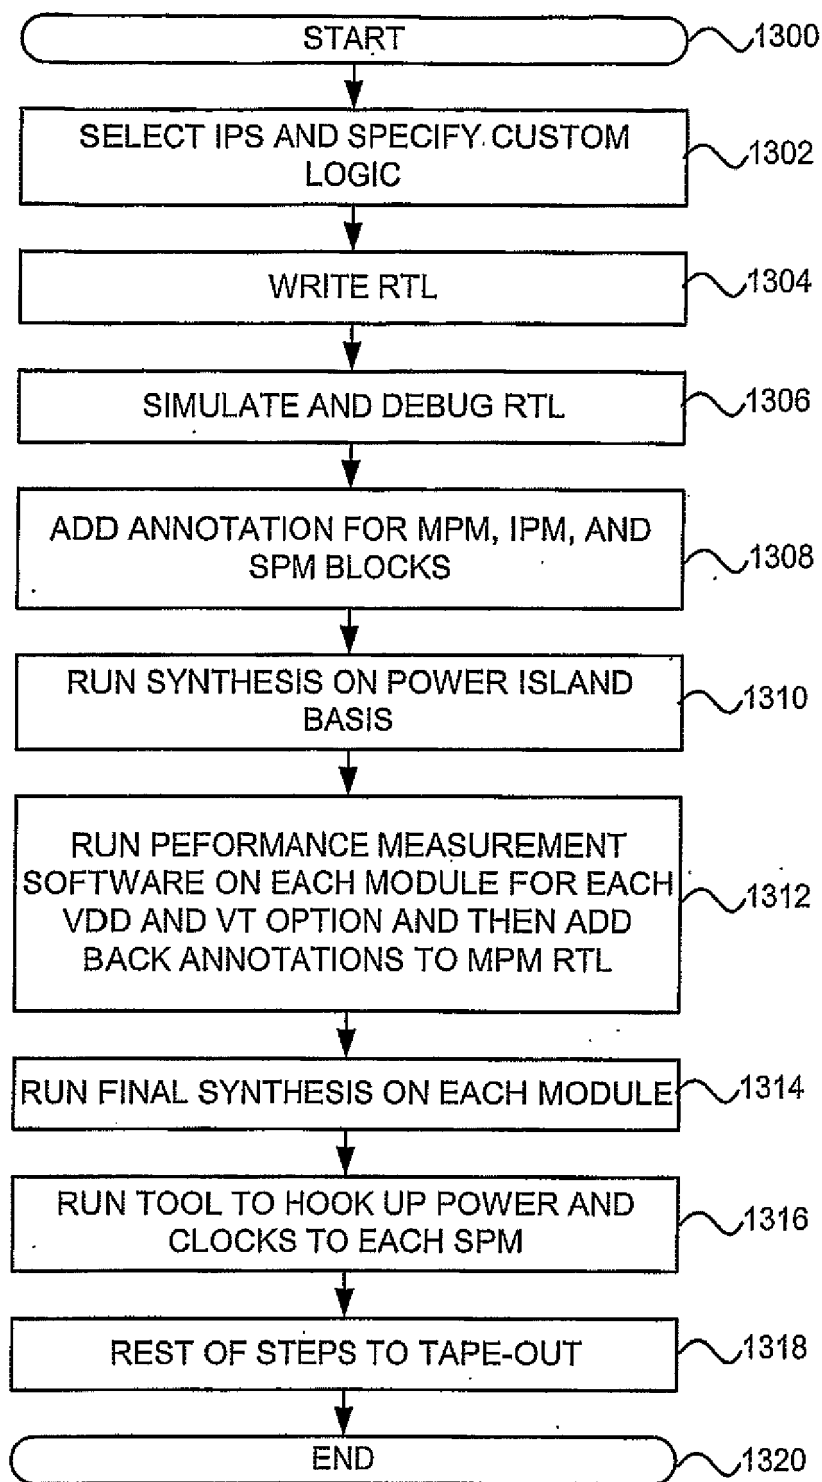 START
1300
SELECT IPS AND SPECIFY CUSTOM
LOGIC
1302
WRITE RTL
1304
SIMULATE AND DEBUG RTL
1306
ADD ANNOTATION FOR MPM, IPM, AND
SPM BLOCKS
1308
RUN SYNTHESIS ON POWER ISLAND
BASIS
1310
RUN PEFORMANCE MEASUREMENT
SOFTWARE ON EACH MODULE FOR EACH
VDD AND VT OPTION AND THEN ADD
BACK ANNOTATIONS TO MPM RTL
1312
RUN FINAL SYNTHESIS ON EACH MODULE
1314
RUN TOOL TO HOOK UP POWER AND
CLOCKS TO EACH SPM
1316
REST OF STEPS TO TAPE-OUT
1318
END
1320